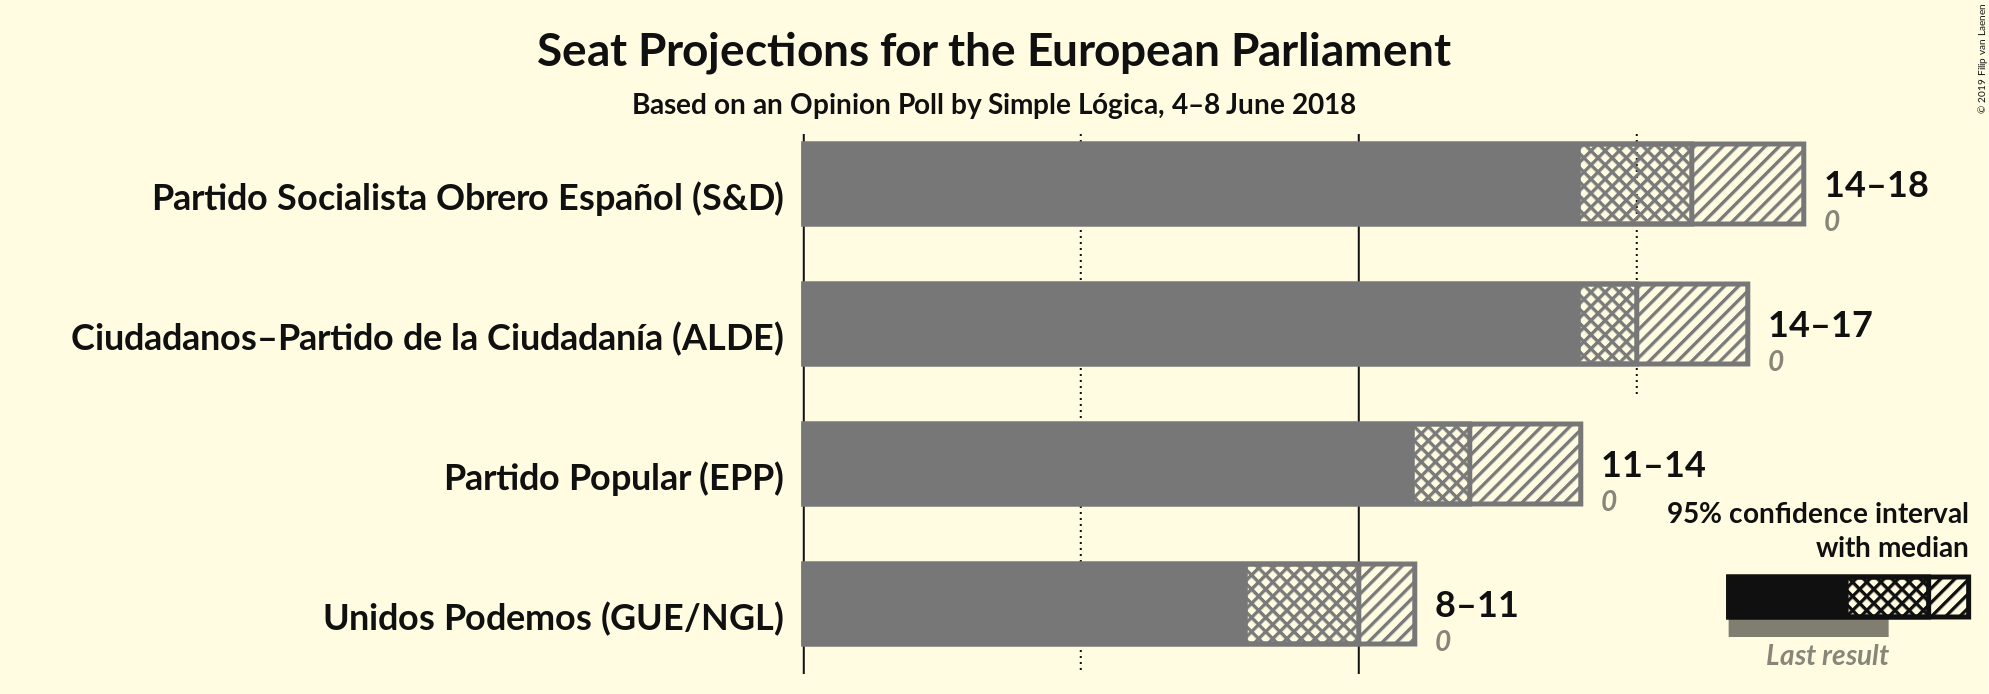 Seat Projections for the European Parliament
Based on an Opinion Poll by Simple Lógica, 4–8 June 2018
© 2019 Filip van Laenen
Partido Socialista Obrero Español (S&D)
14–18
0
Ciudadanos–Partido de la Ciudadanía (ALDE)
14–17
0
Partido Popular (EPP)
11–14
0
Unidos Podemos (GUE/NGL)
8–11
0
95% confidence interval
with median
Last result